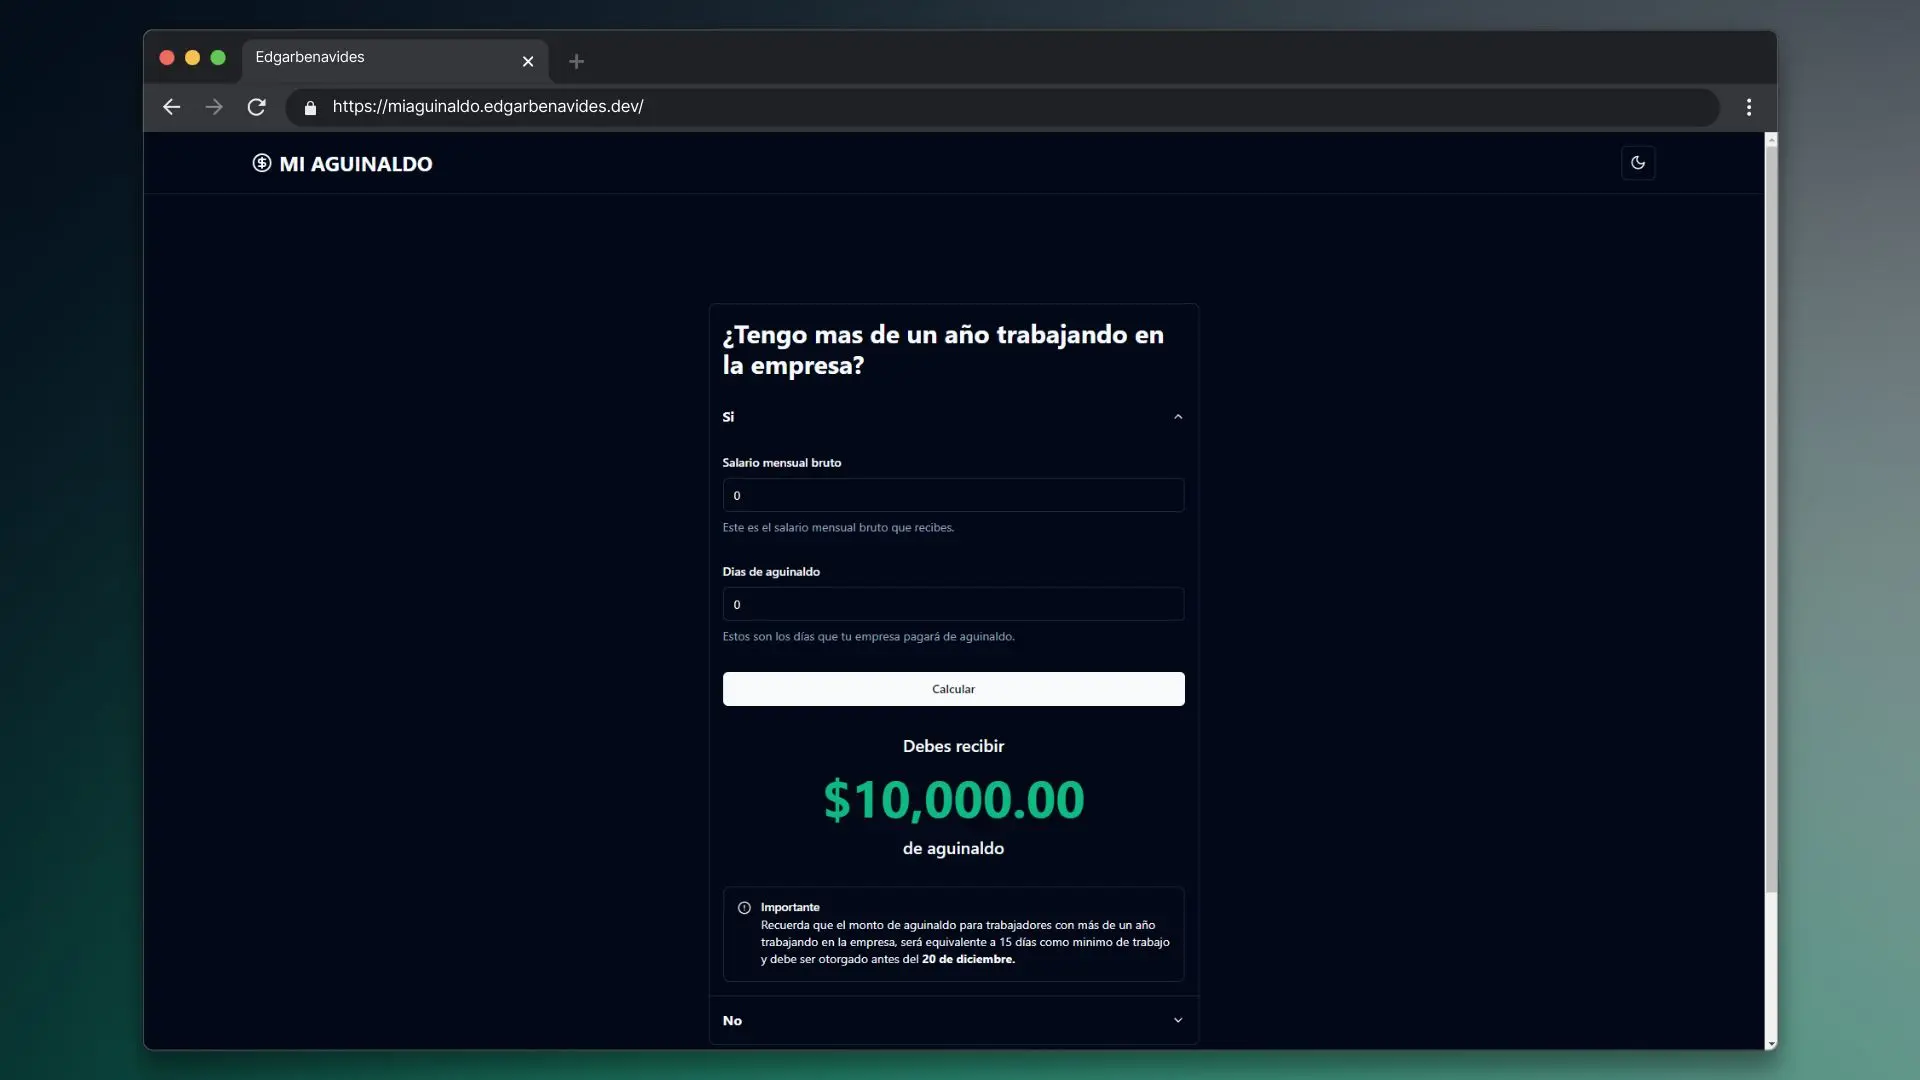 Edgarbenavides
https://miaguinaldo.edgarbenavides.dev/
MI AGUINALDO
¿Tengo mas de un año trabajando en
la empresa?
Si
Salario mensual bruto
0
Este es el salario mensual bruto que recibes.
Dias de aguinaldo
0
Estos son los días que tu empresa pagará de aguinaldo.
Calcular
Debes recibir
$10,000.00
de aguinaldo
Importante
Recuerda que el monto de aguinaldo para trabajadores con más de un año
trabajando en la empresa, será equivalente a 15 días como minimo de trabajo
y debe ser otorgado antes del 20 de diciembre.
No